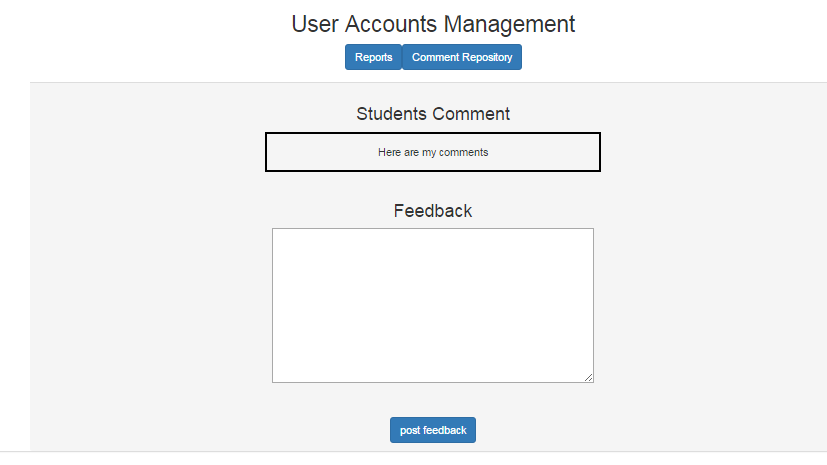 User Accounts Management
Reports Comment Repository
Students Comment
Here are my comments
Feedback
post feedback